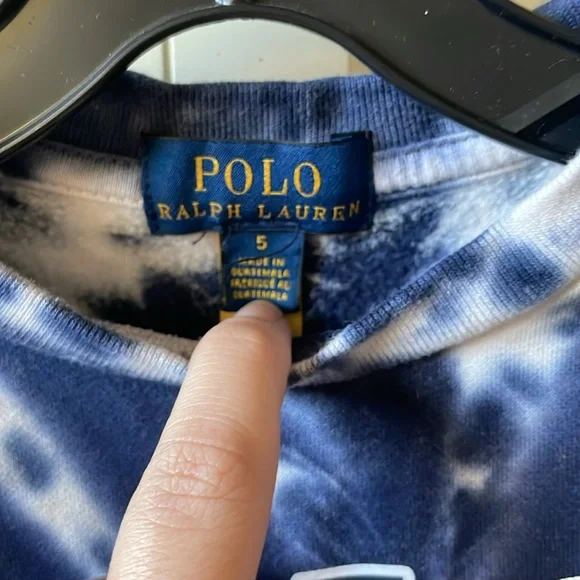 POLO
RALPH LAUREN
5
MADE IN
GUATEMALA
FABRIQUÉ AU
GUATEMALA